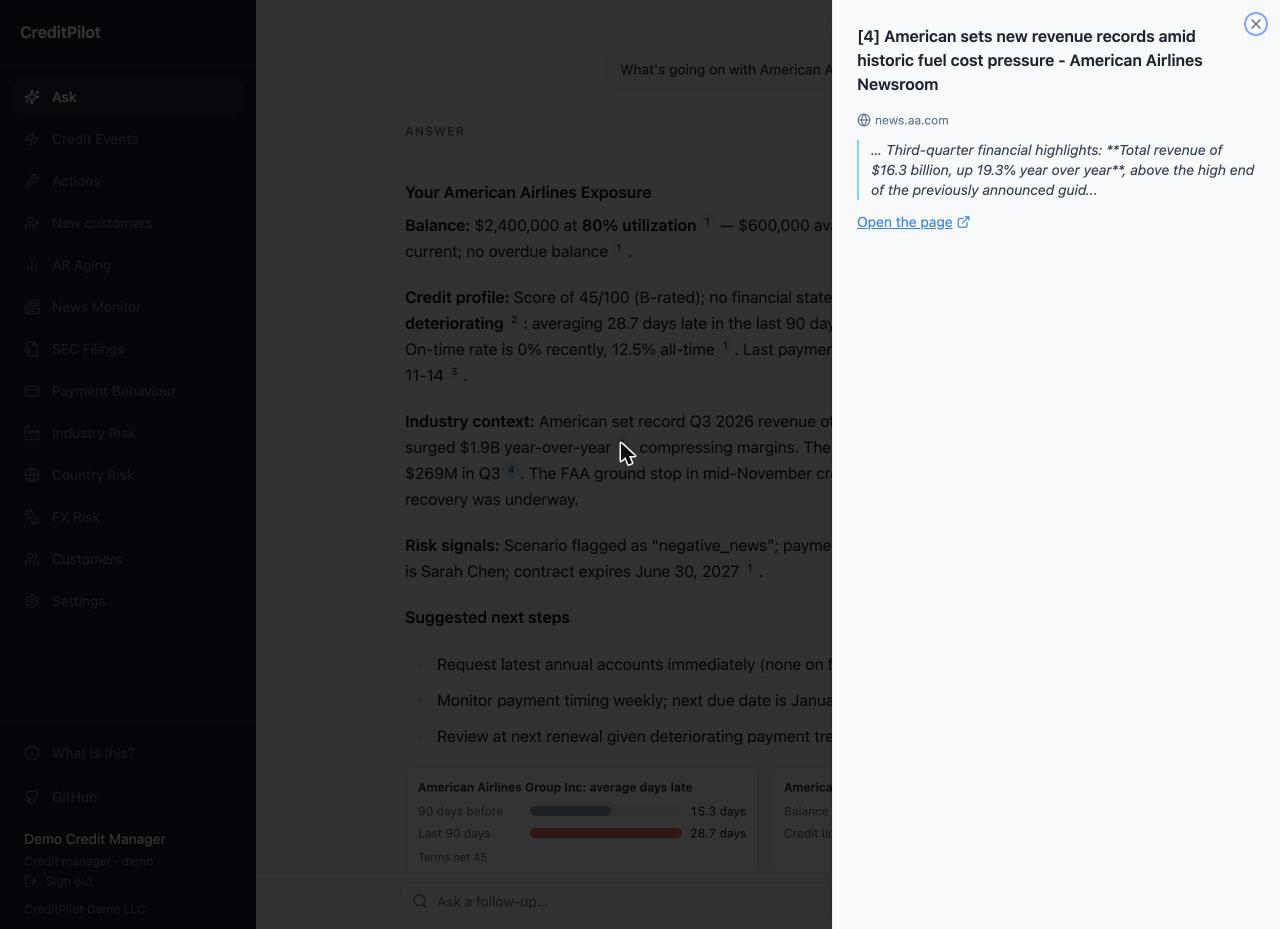 CreditPilot
Ask
Credit Events
Actions
New customers
AR Aging
News Monitor
SEC Filings
Payment Behaviour
Industry Risk
Country Risk
FX Risk
Customers
Settings
What is this?
GitHub
Demo Credit Manager
Credit manager - demo
Sign out
CreditPilot Demo LLC
What's going on with American A
ANSWER
Your American Airlines Exposure
Balance: $2,400,000 at 80% utilization 1 — $600,000 ava
current; no overdue balance 1 .
Credit profile: Score of 45/100 (B-rated); no financial state
deteriorating 2 : averaging 28.7 days late in the last 90 day
On-time rate is 0% recently, 12.5% all-time 1 . Last paymen
11-14 3 .
Industry context: American set record Q3 2026 revenue of
surged $1.9B year-over-year compressing margins. The
$269M in Q3 4 . The FAA ground stop in mid-November cre
recovery was underway.
Risk signals: Scenario flagged as "negative_news"; payme
is Sarah Chen; contract expires June 30, 2027 1 .
Suggested next steps
Request latest annual accounts immediately (none on f
Monitor payment timing weekly; next due date is Janua
Review at next renewal given deteriorating payment tre
American Airlines Group Inc: average days late
90 days before 15.3 days
Last 90 days 28.7 days
Terms net 45
America
Balance
Credit lin
Ask a follow-up...
[4] American sets new revenue records amid
historic fuel cost pressure - American Airlines
Newsroom
news.aa.com
... Third-quarter financial highlights: **Total revenue of
$16.3 billion, up 19.3% year over year**, above the high end
of the previously announced guid...
Open the page